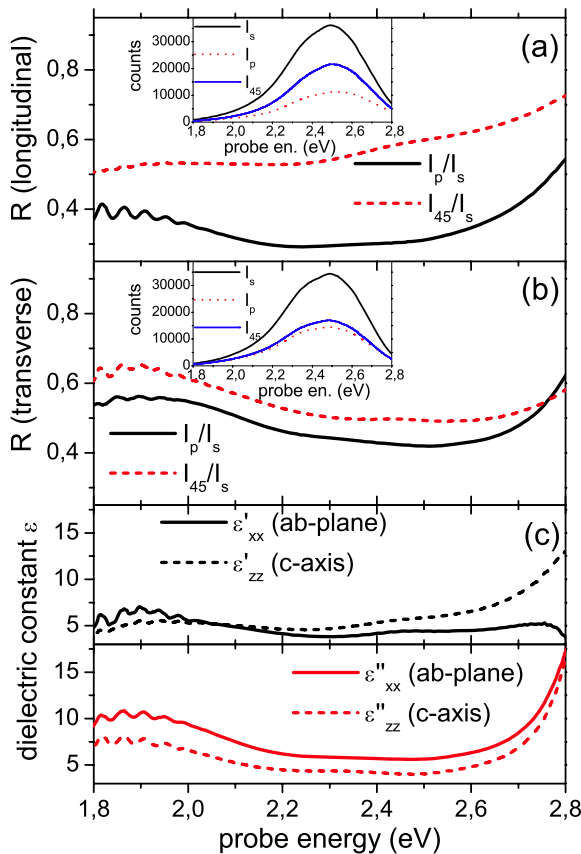 (a)
R (longitudinal)
0,8
0,6
0,4
counts
30000
20000
10000
0
I_s
I_p
I_45
1,8 2,0 2,2 2,4 2,6 2,8
probe en. (eV)
I_p/I_s
I_45/I_s
(b)
R (transverse)
0,8
0,6
0,4
counts
30000
20000
10000
0
I_s
I_p
I_45
1,8 2,0 2,2 2,4 2,6 2,8
probe en. (eV)
I_p/I_s
I_45/I_s
(c)
dielectric constant ε
15
10
5
ε'_xx (ab-plane)
ε'_zz (c-axis)
15
10
5
ε"_xx (ab-plane)
ε"_zz (c-axis)
1,8 2,0 2,2 2,4 2,6 2,8
probe energy (eV)